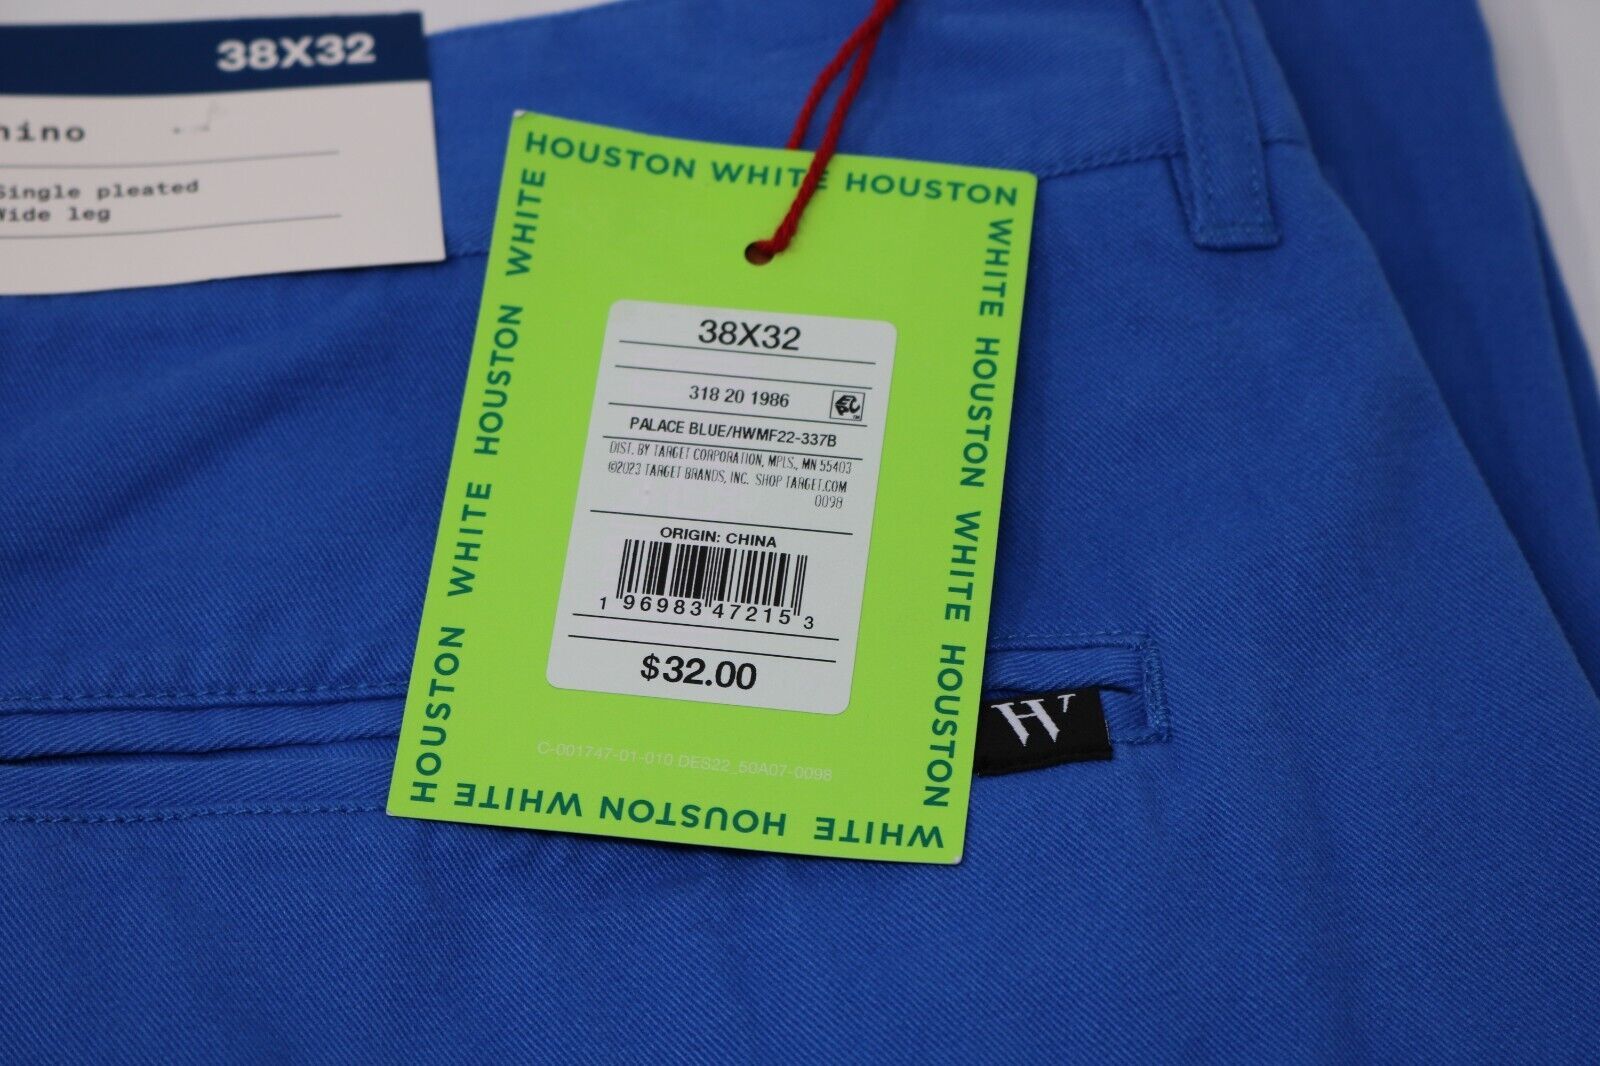 38X32
hino
Single pleated
Wide leg
HOUSTON WHITE HOUSTON
WHITE HOUSTON WHITE HOUSTON
WHITE HOUSTON WHITE
HOUSTON WHITE HOUSTON WHITE
38X32
318 20 1986
PALACE BLUE/HWMF22-337B
DIST. BY TARGET CORPORATION, MPLS., MN 55403
©2023 TARGET BRANDS, INC. SHOP TARGET.COM
0098
ORIGIN: CHINA
1 96983 47215 3
$32.00
C-001747-01-010 DES22_50A07-0098
HT